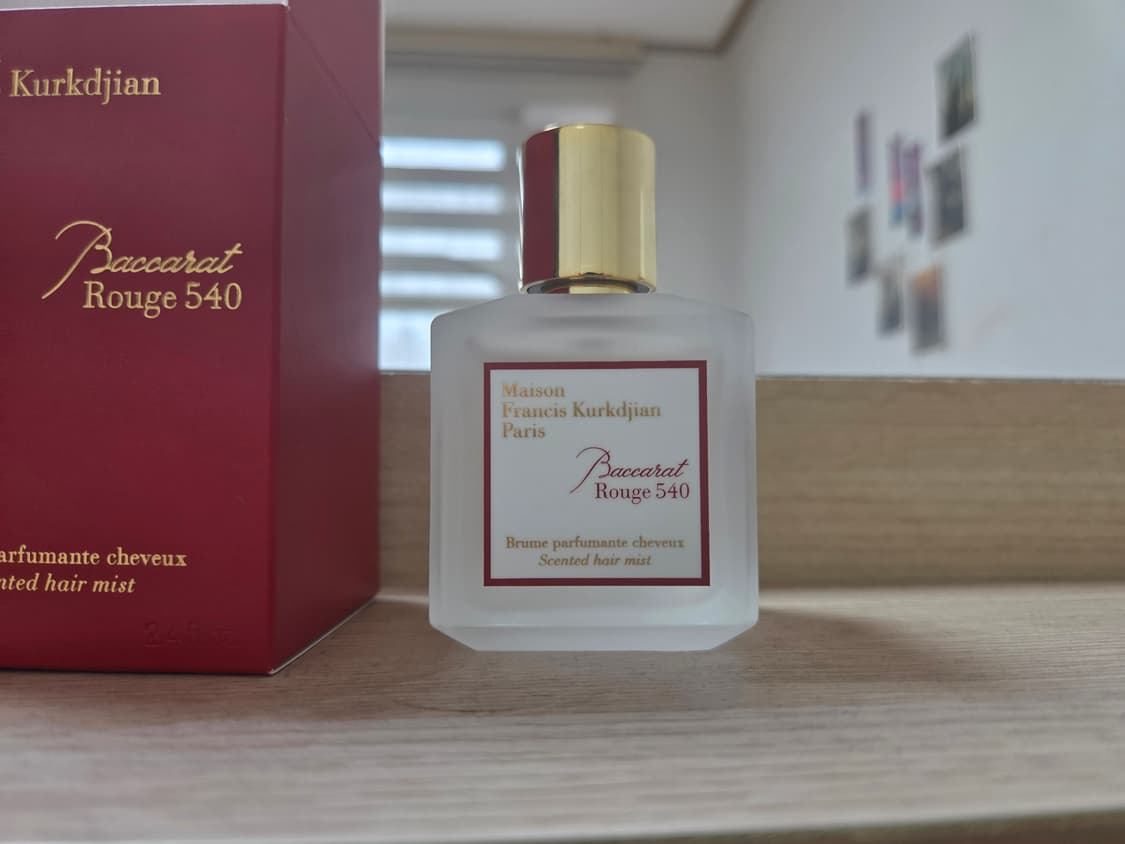 Kurkdjian
Baccarat
Rouge 540
arfumante cheveux
nted hair mist
Maison
Francis Kurkdjian
Paris
Baccarat
Rouge 540
Brume parfumante cheveux
Scented hair mist